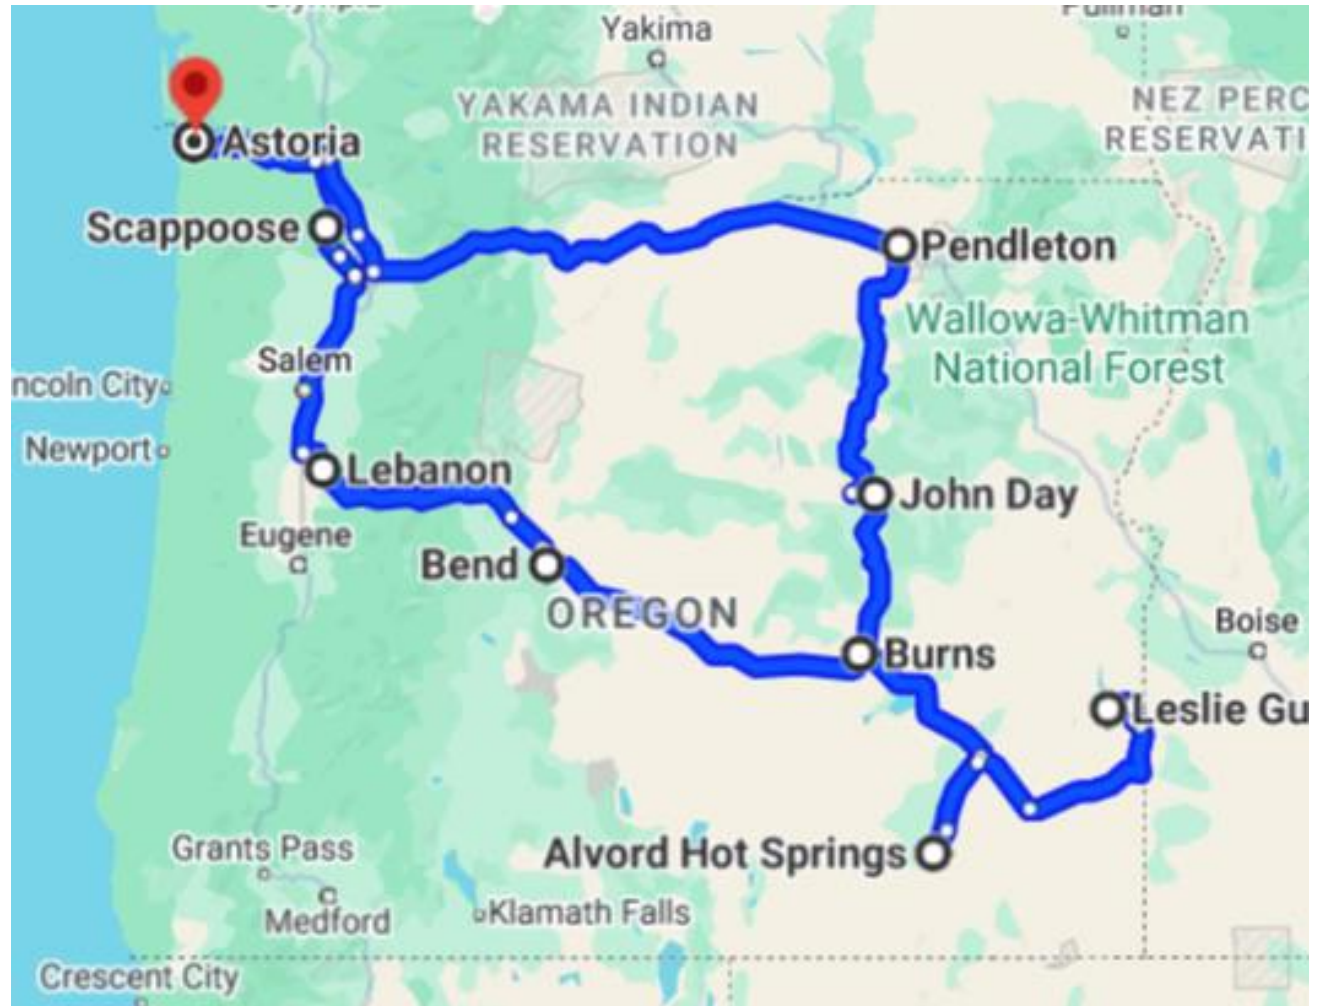 Pullman
Yakima
YAKAMA INDIAN
RESERVATION
NEZ PERC
RESERVATI
Astoria
Scappoose
Pendleton
Wallowa-Whitman
National Forest
Salem
ncoln City
Newport
Lebanon
John Day
Eugene
Bend
OREGON
Boise
Burns
Leslie Gu
Alvord Hot Springs
Grants Pass
Medford
Klamath Falls
Crescent City